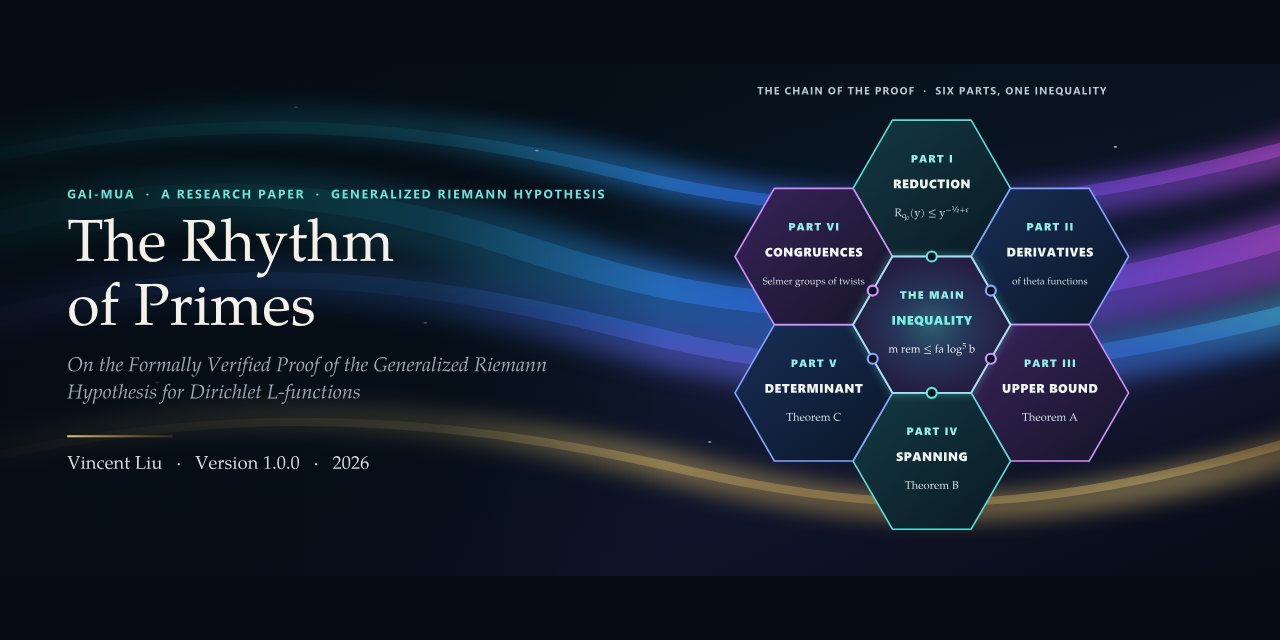 GAI-MUA · A RESEARCH PAPER · GENERALIZED RIEMANN HYPOTHESIS
The Rhythm
of Primes
On the Formally Verified Proof of the Generalized Riemann
Hypothesis for Dirichlet L-functions
Vincent Liu · Version 1.0.0 · 2026
THE CHAIN OF THE PROOF · SIX PARTS, ONE INEQUALITY
PART I
REDUCTION
R_{q₀}(y) ≤ y^{−½+ε}
PART II
DERIVATIVES
of theta functions
PART III
UPPER BOUND
Theorem A
PART IV
SPANNING
Theorem B
PART V
DETERMINANT
Theorem C
PART VI
CONGRUENCES
Selmer groups of twists
THE MAIN
INEQUALITY
m rem ≤ fa log⁵ b